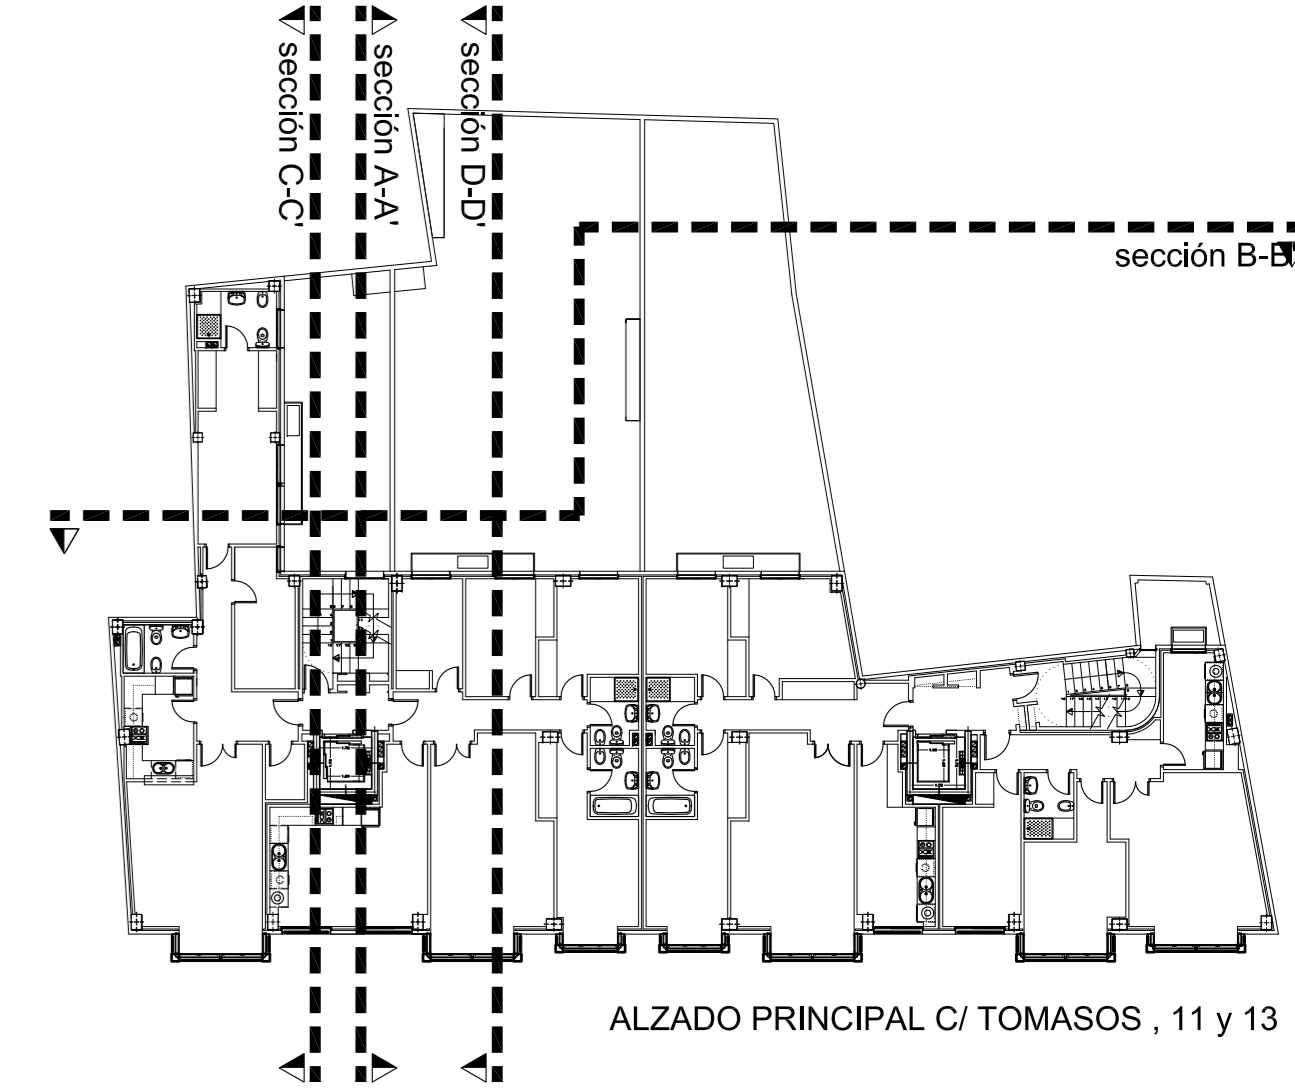 sección C-C'
sección A-A'
sección D-D'
sección B-B'
ALZADO PRINCIPAL C/ TOMASOS , 11 y 13